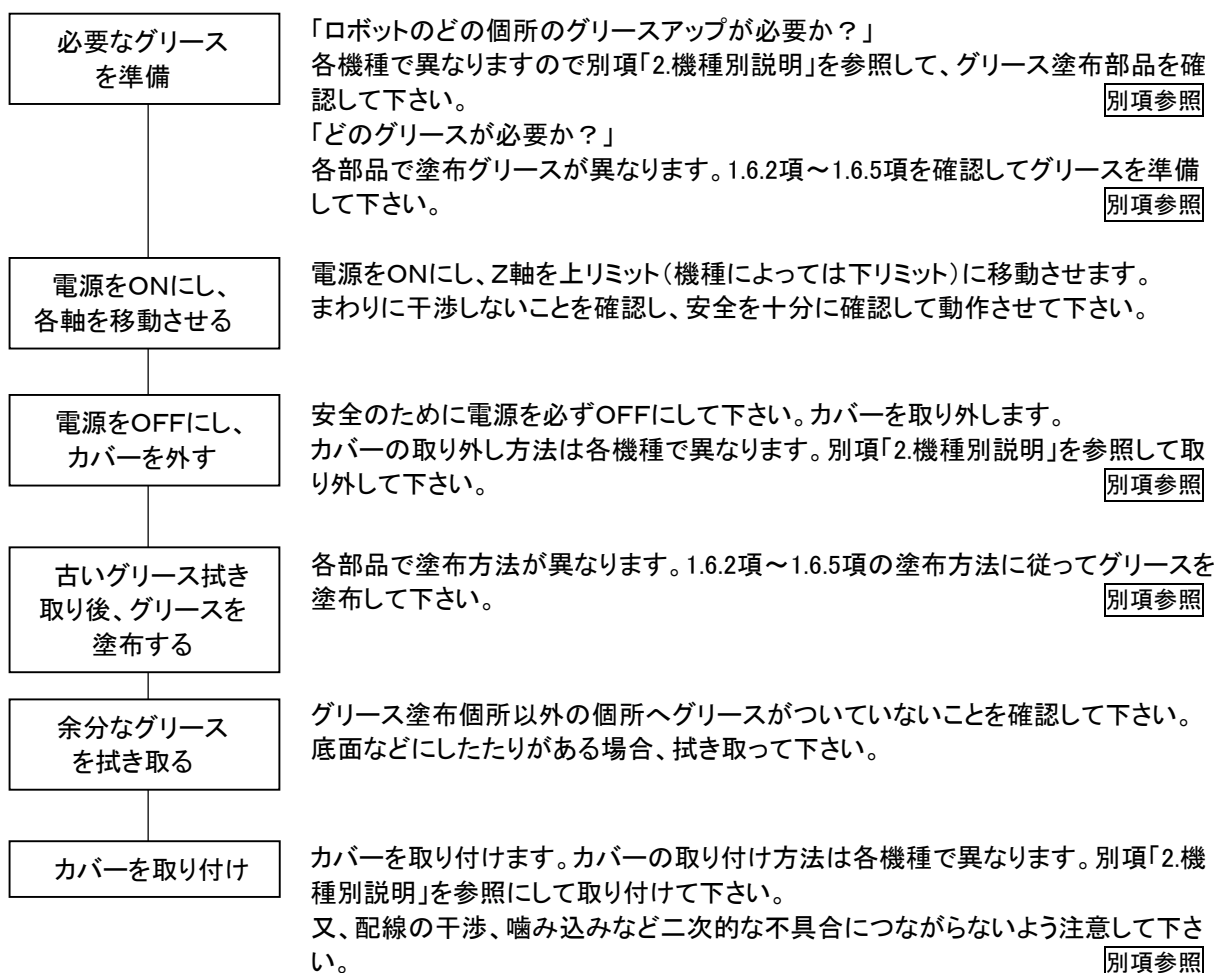 必要なグリース
を準備
「ロボットのどの個所のグリースアップが必要か？」
各機種で異なりますので別項「2.機種別説明」を参照して、グリース塗布部品を確
認して下さい。 別項参照
「どのグリースが必要か？」
各部品で塗布グリースが異なります。1.6.2項～1.6.5項を確認してグリースを準備
して下さい。 別項参照
電源をONにし、
各軸を移動させる
電源をONにし、Z軸を上リミット（機種によっては下リミット）に移動させます。
まわりに干渉しないことを確認し、安全を十分に確認して動作させて下さい。
電源をOFFにし、
カバーを外す
安全のために電源を必ずOFFにして下さい。カバーを取り外します。
カバーの取り外し方法は各機種で異なります。別項「2.機種別説明」を参照して取
り外して下さい。 別項参照
古いグリース拭き
取り後、グリースを
塗布する
各部品で塗布方法が異なります。1.6.2項～1.6.5項の塗布方法に従ってグリースを
塗布して下さい。 別項参照
余分なグリース
を拭き取る
グリース塗布個所以外の個所へグリースがついていないことを確認して下さい。
底面などにしたたりがある場合、拭き取って下さい。
カバーを取り付け
カバーを取り付けます。カバーの取り付け方法は各機種で異なります。別項「2.機
種別説明」を参照にして取り付けて下さい。
又、配線の干渉、噛み込みなど二次的な不具合につながらないよう注意して下さ
い。 別項参照